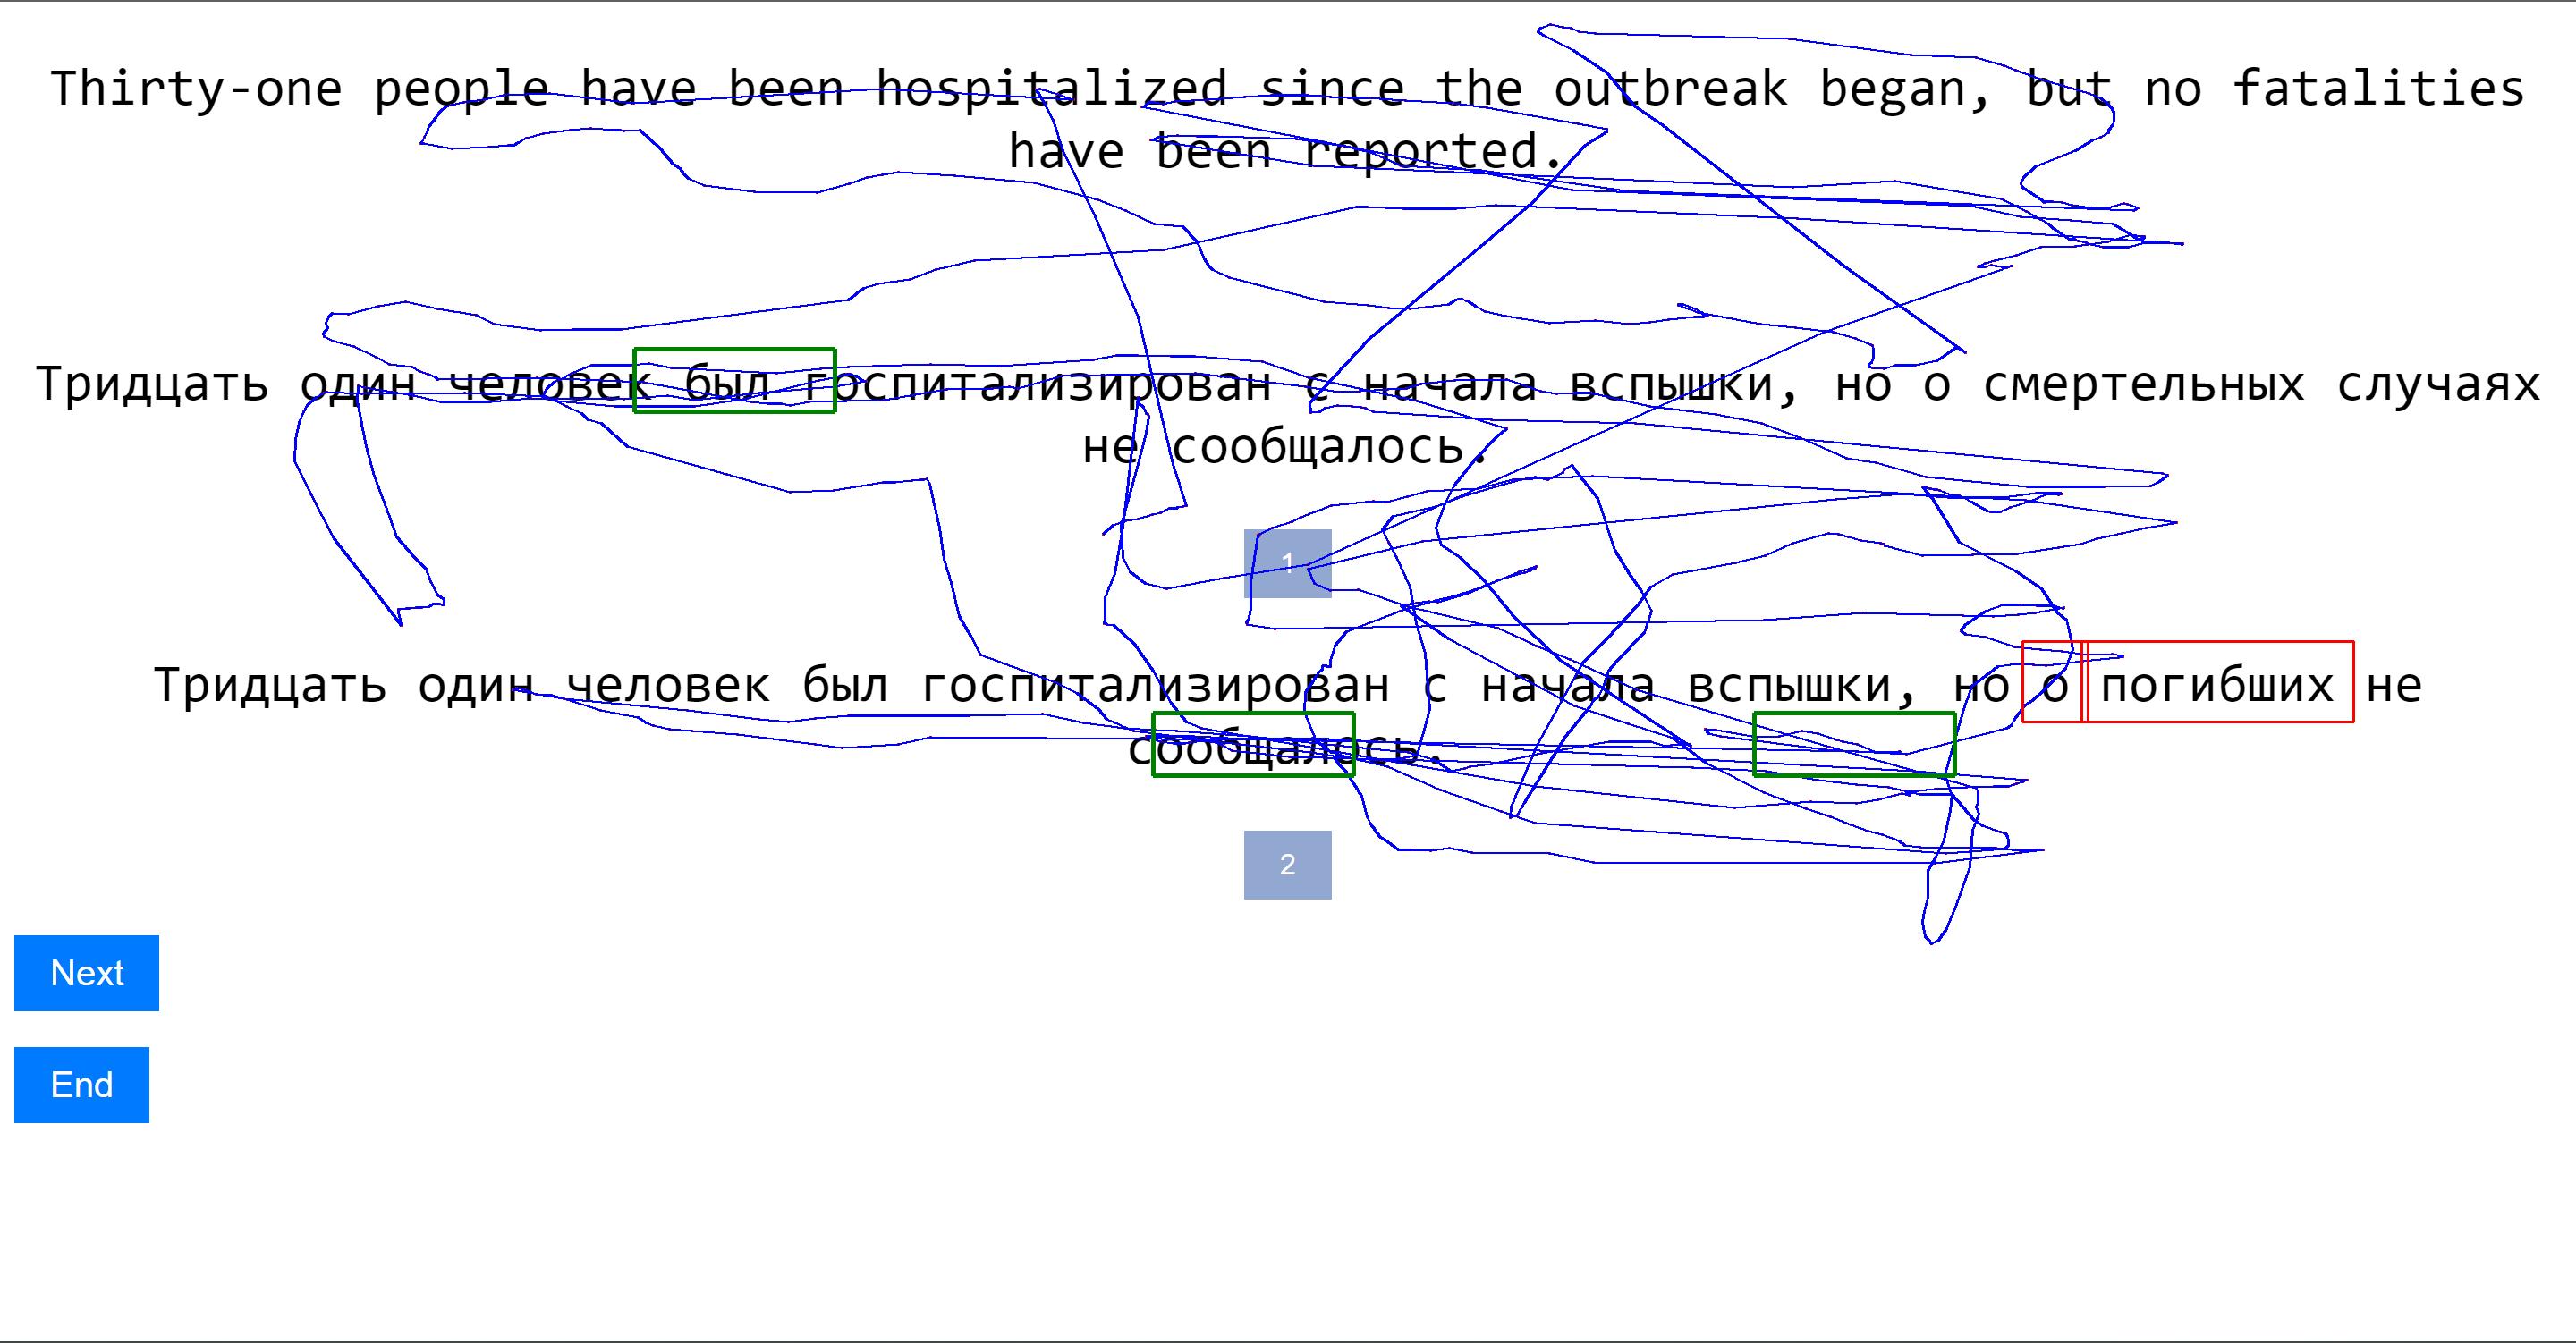 Thirty-one people have been hospitalized since the outbreak began, but no fatalities
have been reported.
Тридцать один человек был госпитализирован с начала вспышки, но о смертельных случаях
не сообщалось.
1
Тридцать один человек был госпитализирован с начала вспышки, но о погибших не
сообщалось.
2
Next
End